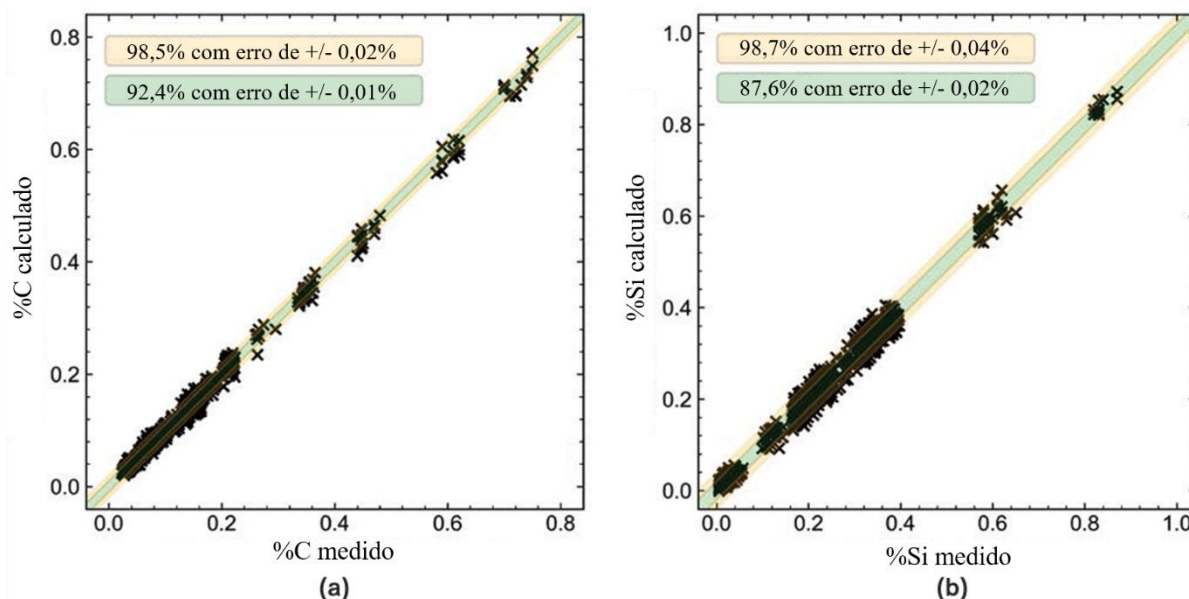 98,5% com erro de +/- 0,02%
92,4% com erro de +/- 0,01%
0.8
0.6
0.4
0.2
0.0
%C calculado
0.0 0.2 0.4 0.6 0.8
%C medido
(a)
98,7% com erro de +/- 0,04%
87,6% com erro de +/- 0,02%
1.0
0.8
0.6
0.4
0.2
0.0
%Si calculado
0.0 0.2 0.4 0.6 0.8 1.0
%Si medido
(b)